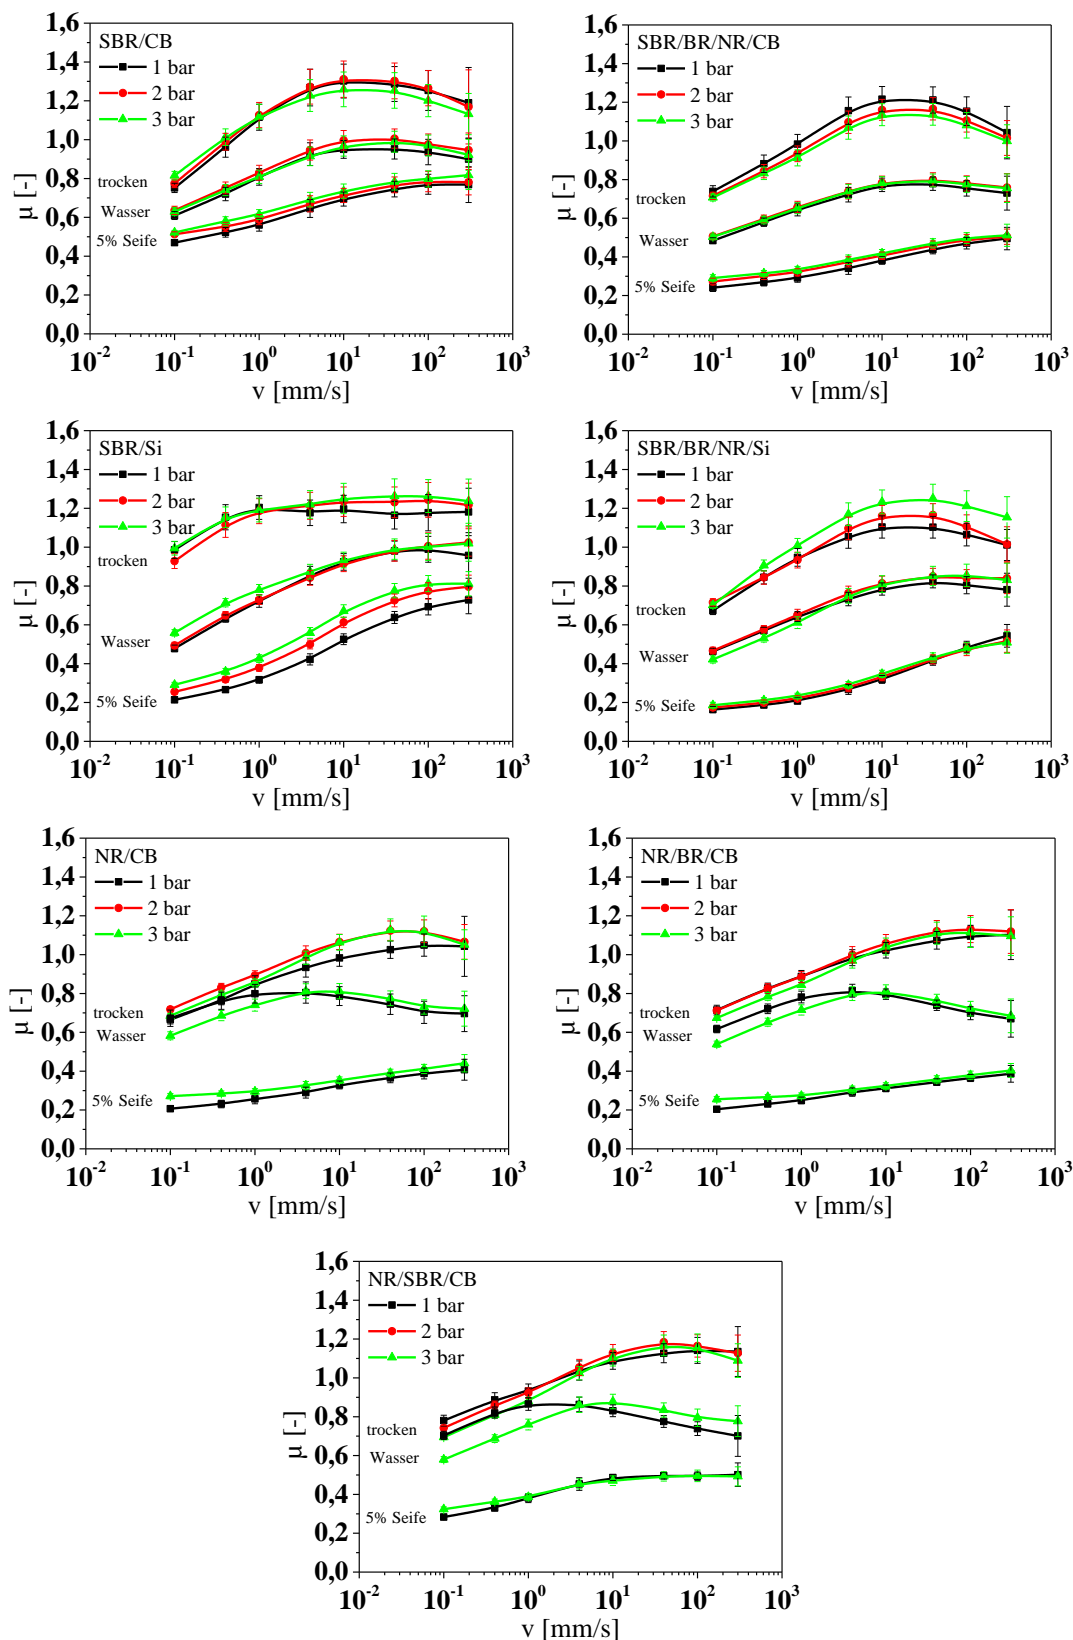 1,6
1,4
1,2
1,0
0,8
0,6
0,4
0,2
0,0
μ [-]
SBR/CB
1 bar
2 bar
3 bar
trocken
Wasser
5% Seife
10⁻² 10⁻¹ 10⁰ 10¹ 10² 10³
v [mm/s]
1,6
1,4
1,2
1,0
0,8
0,6
0,4
0,2
0,0
μ [-]
SBR/BR/NR/CB
1 bar
2 bar
3 bar
trocken
Wasser
5% Seife
10⁻² 10⁻¹ 10⁰ 10¹ 10² 10³
v [mm/s]
1,6
1,4
1,2
1,0
0,8
0,6
0,4
0,2
0,0
μ [-]
SBR/Si
1 bar
2 bar
3 bar
trocken
Wasser
5% Seife
10⁻² 10⁻¹ 10⁰ 10¹ 10² 10³
v [mm/s]
1,6
1,4
1,2
1,0
0,8
0,6
0,4
0,2
0,0
μ [-]
SBR/BR/NR/Si
1 bar
2 bar
3 bar
trocken
Wasser
5% Seife
10⁻² 10⁻¹ 10⁰ 10¹ 10² 10³
v [mm/s]
1,6
1,4
1,2
1,0
0,8
0,6
0,4
0,2
0,0
μ [-]
NR/CB
1 bar
2 bar
3 bar
trocken
Wasser
5% Seife
10⁻² 10⁻¹ 10⁰ 10¹ 10² 10³
v [mm/s]
1,6
1,4
1,2
1,0
0,8
0,6
0,4
0,2
0,0
μ [-]
NR/BR/CB
1 bar
2 bar
3 bar
trocken
Wasser
5% Seife
10⁻² 10⁻¹ 10⁰ 10¹ 10² 10³
v [mm/s]
1,6
1,4
1,2
1,0
0,8
0,6
0,4
0,2
0,0
μ [-]
NR/SBR/CB
1 bar
2 bar
3 bar
trocken
Wasser
5% Seife
10⁻² 10⁻¹ 10⁰ 10¹ 10² 10³
v [mm/s]